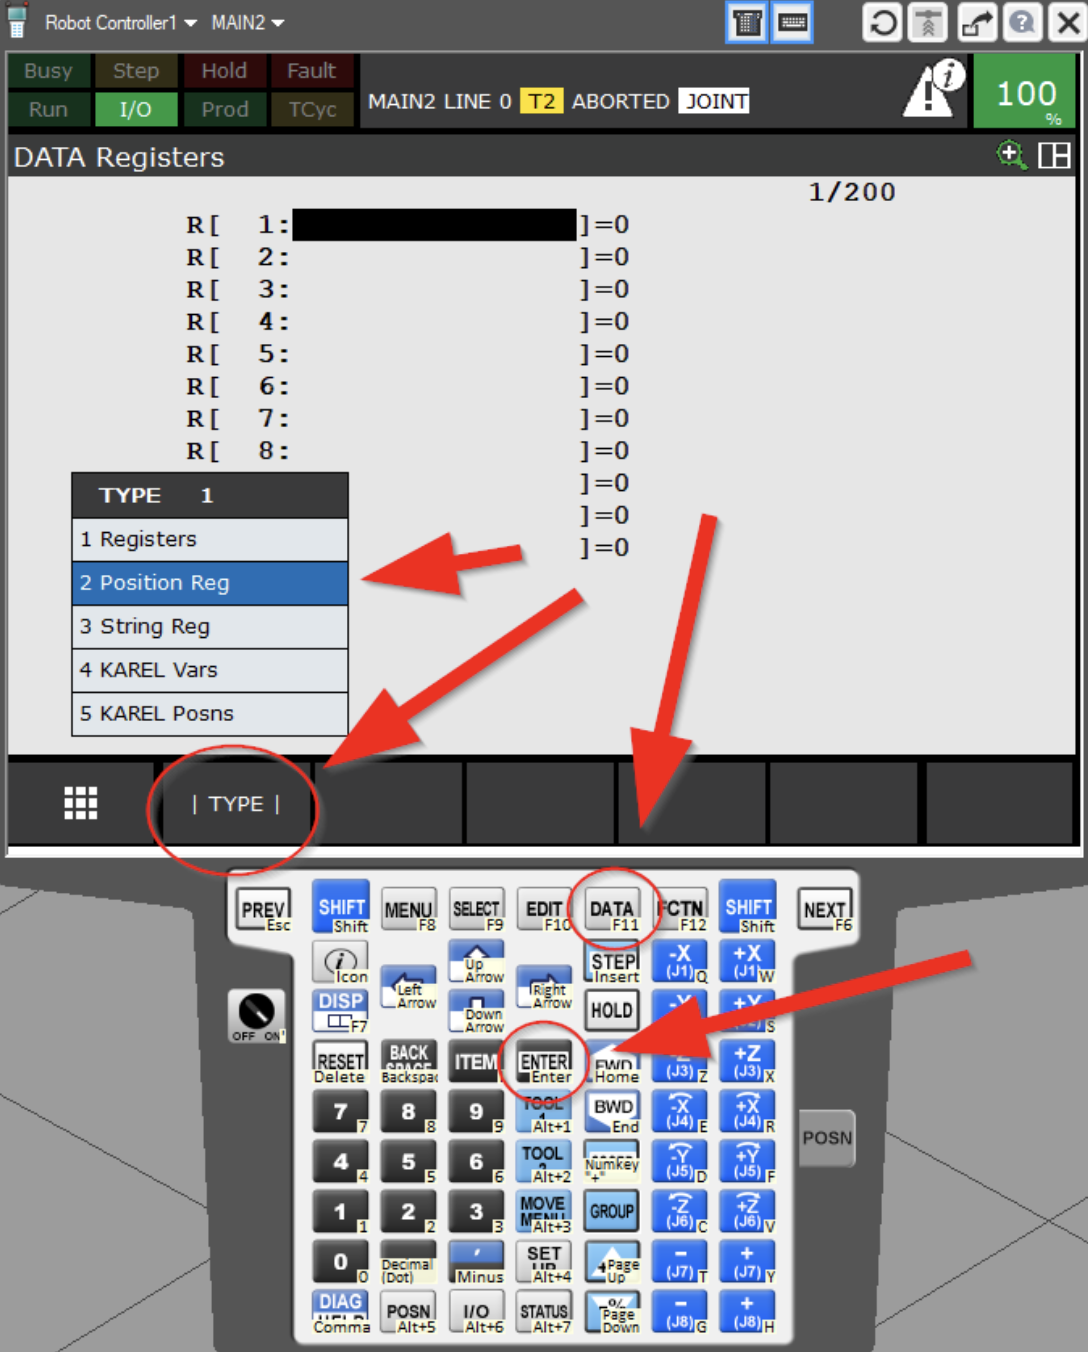 Robot Controller1 MAIN2
Busy Step Hold Fault
Run I/O Prod TCyc
MAIN2 LINE 0 T2 ABORTED JOINT
100
%
DATA Registers
1/200
R[ 1: ]=0
R[ 2: ]=0
R[ 3: ]=0
R[ 4: ]=0
R[ 5: ]=0
R[ 6: ]=0
R[ 7: ]=0
R[ 8: ]=0
]=0
]=0
]=0
TYPE 1
1 Registers
2 Position Reg
3 String Reg
4 KAREL Vars
5 KAREL Posns
| TYPE |
PREV Esc SHIFT Shift MENU F8 SELECT F9 EDIT F10 DATA F11 FCTN F12 SHIFT Shift NEXT F6
i Icon Up Arrow STEP Insert -X (J1) Q +X (J1) W
DISP F7 Left Arrow Down Arrow Right Arrow HOLD S
OFF ON
RESET Delete BACK Backspac ITEM ENTER Enter FWD Home (J3) Z +Z (J3) X
7 7 8 8 9 9 TOOL Alt+1 BWD End -X (J4) E +X (J4) R
4 4 5 5 6 6 TOOL Alt+2 Numkey "+" -Y (J5) D +Y (J5) F
1 1 2 2 3 3 MOVE MENU Alt+3 GROUP -Z (J6) C +Z (J6) V
0 0 Decimal (Dot) Minus SET UP Alt+4 Page Up - (J7) T + (J7) Y
DIAG Comma POSN Alt+5 I/O Alt+6 STATUS Alt+7 % Page Down - (J8) G + (J8) H
POSN